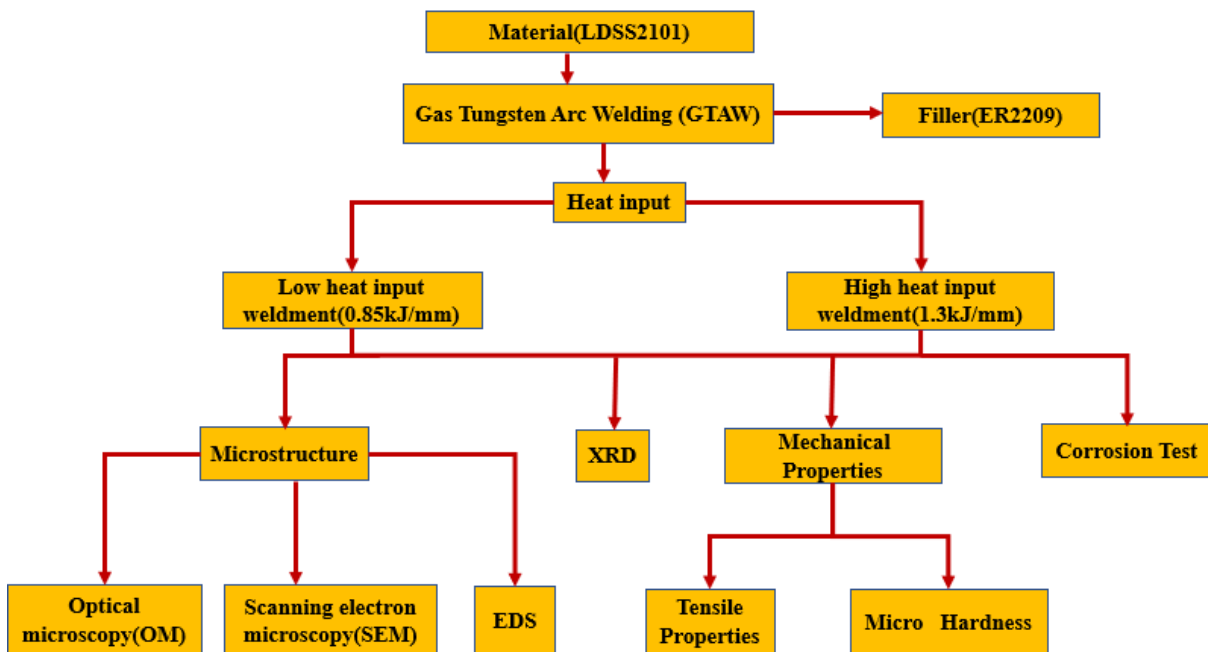 Material(LDSS2101)
Gas Tungsten Arc Welding (GTAW)
Filler(ER2209)
Heat input
Low heat input
weldment(0.85kJ/mm)
High heat input
weldment(1.3kJ/mm)
Microstructure
XRD
Mechanical
Properties
Corrosion Test
Optical
microscopy(OM)
Scanning electron
microscopy(SEM)
EDS
Tensile
Properties
Micro Hardness